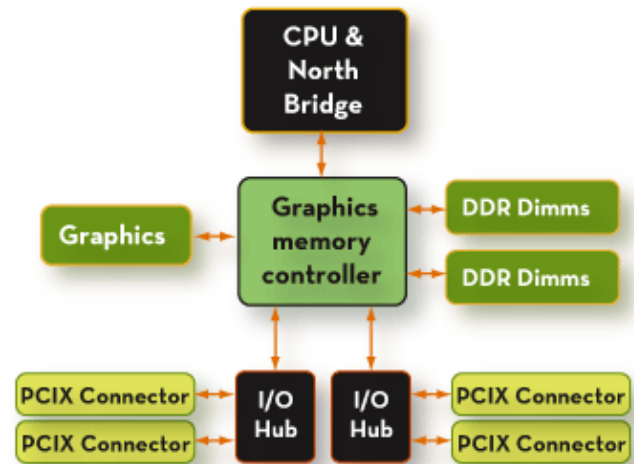 CPU &
North
Bridge
Graphics
Graphics
memory
controller
DDR Dimms
DDR Dimms
PCIX Connector
PCIX Connector
I/O
Hub
I/O
Hub
PCIX Connector
PCIX Connector